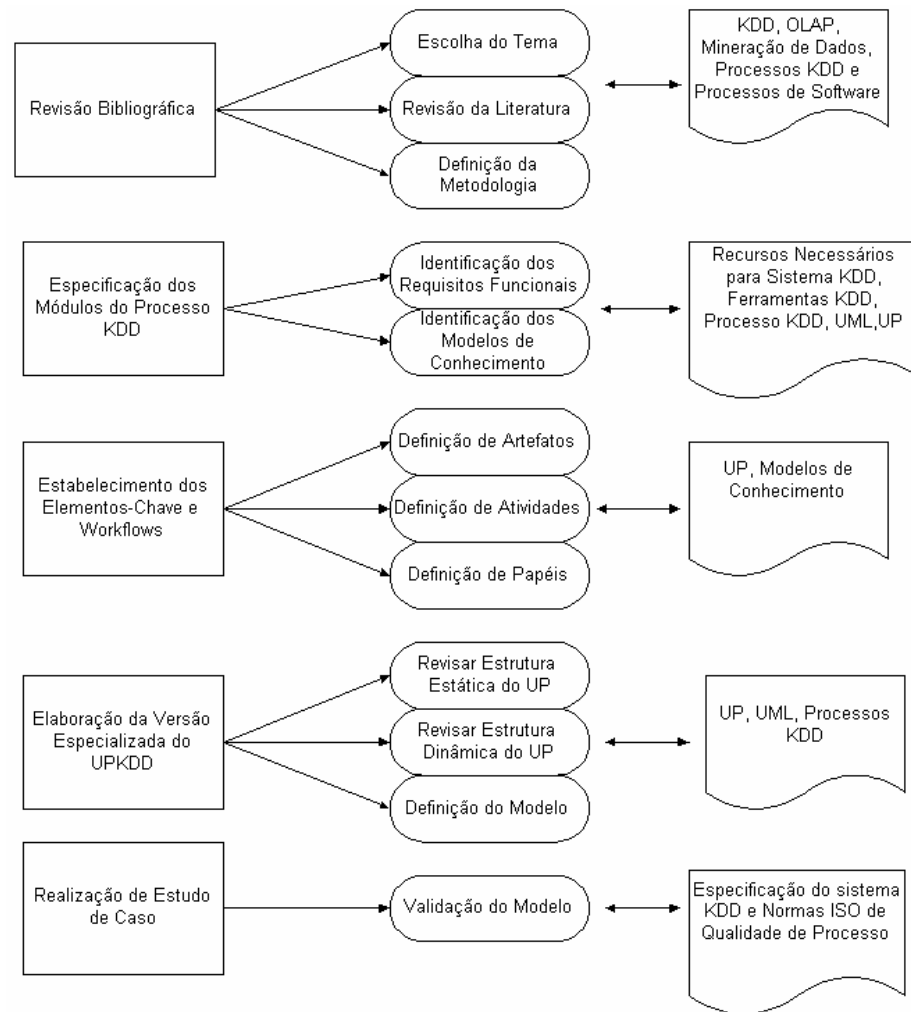 Revisão Bibliográfica
Escolha do Tema
Revisão da Literatura
Definição da
Metodologia
KDD, OLAP,
Mineração de Dados,
Processos KDD e
Processos de Software
Especificação dos
Módulos do Processo
KDD
Identificação dos
Requisitos Funcionais
Identificação dos
Modelos de
Conhecimento
Recursos Necessários
para Sistema KDD,
Ferramentas KDD,
Processo KDD, UML,UP
Estabelecimento dos
Elementos-Chave e
Workflows
Definição de Artefatos
Definição de Atividades
Definição de Papéis
UP, Modelos de
Conhecimento
Elaboração da Versão
Especializada do
UPKDD
Revisar Estrutura
Estática do UP
Revisar Estrutura
Dinâmica do UP
Definição do Modelo
UP, UML, Processos
KDD
Realização de Estudo
de Caso
Validação do Modelo
Especificação do sistema
KDD e Normas ISO de
Qualidade de Processo